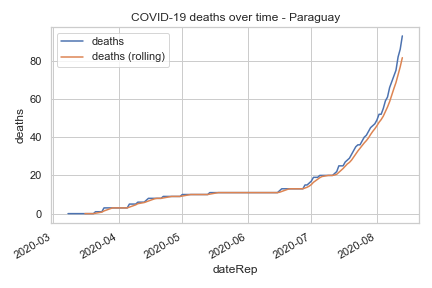 COVID-19 deaths over time - Paraguay
deaths
deaths (rolling)
80
60
40
20
0
deaths
2020-03
2020-04
2020-05
2020-06
2020-07
2020-08
dateRep